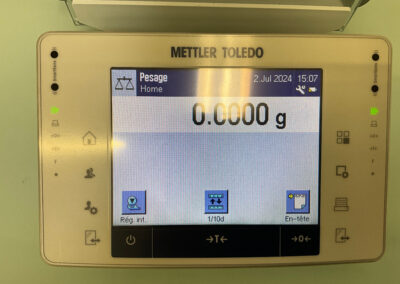 METTLER TOLEDO
Pesage
2 Jul 2024 15:07
Home
0.0000 g
Rég. int.
1/10d
En-tête
→T←
→0←